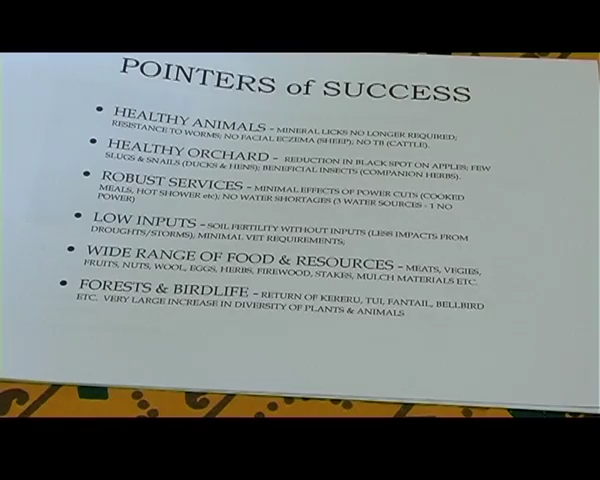 POINTERS of SUCCESS
• HEALTHY ANIMALS - MINERAL LICKS NO LONGER REQUIRED;
RESISTANCE TO WORMS; NO FACIAL ECZEMA (SHEEP); NO TB (CATTLE).
• HEALTHY ORCHARD - REDUCTION IN BLACK SPOT ON APPLES; FEW
SLUGS & SNAILS (DUCKS & HENS); BENEFICIAL INSECTS (COMPANION HERBS).
• ROBUST SERVICES - MINIMAL EFFECTS OF POWER CUTS (COOKED
MEALS, HOT SHOWER etc); NO WATER SHORTAGES (3 WATER SOURCES - 1 NO
POWER)
• LOW INPUTS - SOIL FERTILITY WITHOUT INPUTS (LESS IMPACTS FROM
DROUGHTS/STORMS); MINIMAL VET REQUIREMENTS;
• WIDE RANGE OF FOOD & RESOURCES - MEATS, VEGIES,
FRUITS, NUTS, WOOL, EGGS, HERBS, FIREWOOD, STAKES, MULCH MATERIALS ETC.
• FORESTS & BIRDLIFE - RETURN OF KERERU, TUI, FANTAIL, BELLBIRD
ETC. VERY LARGE INCREASE IN DIVERSITY OF PLANTS & ANIMALS